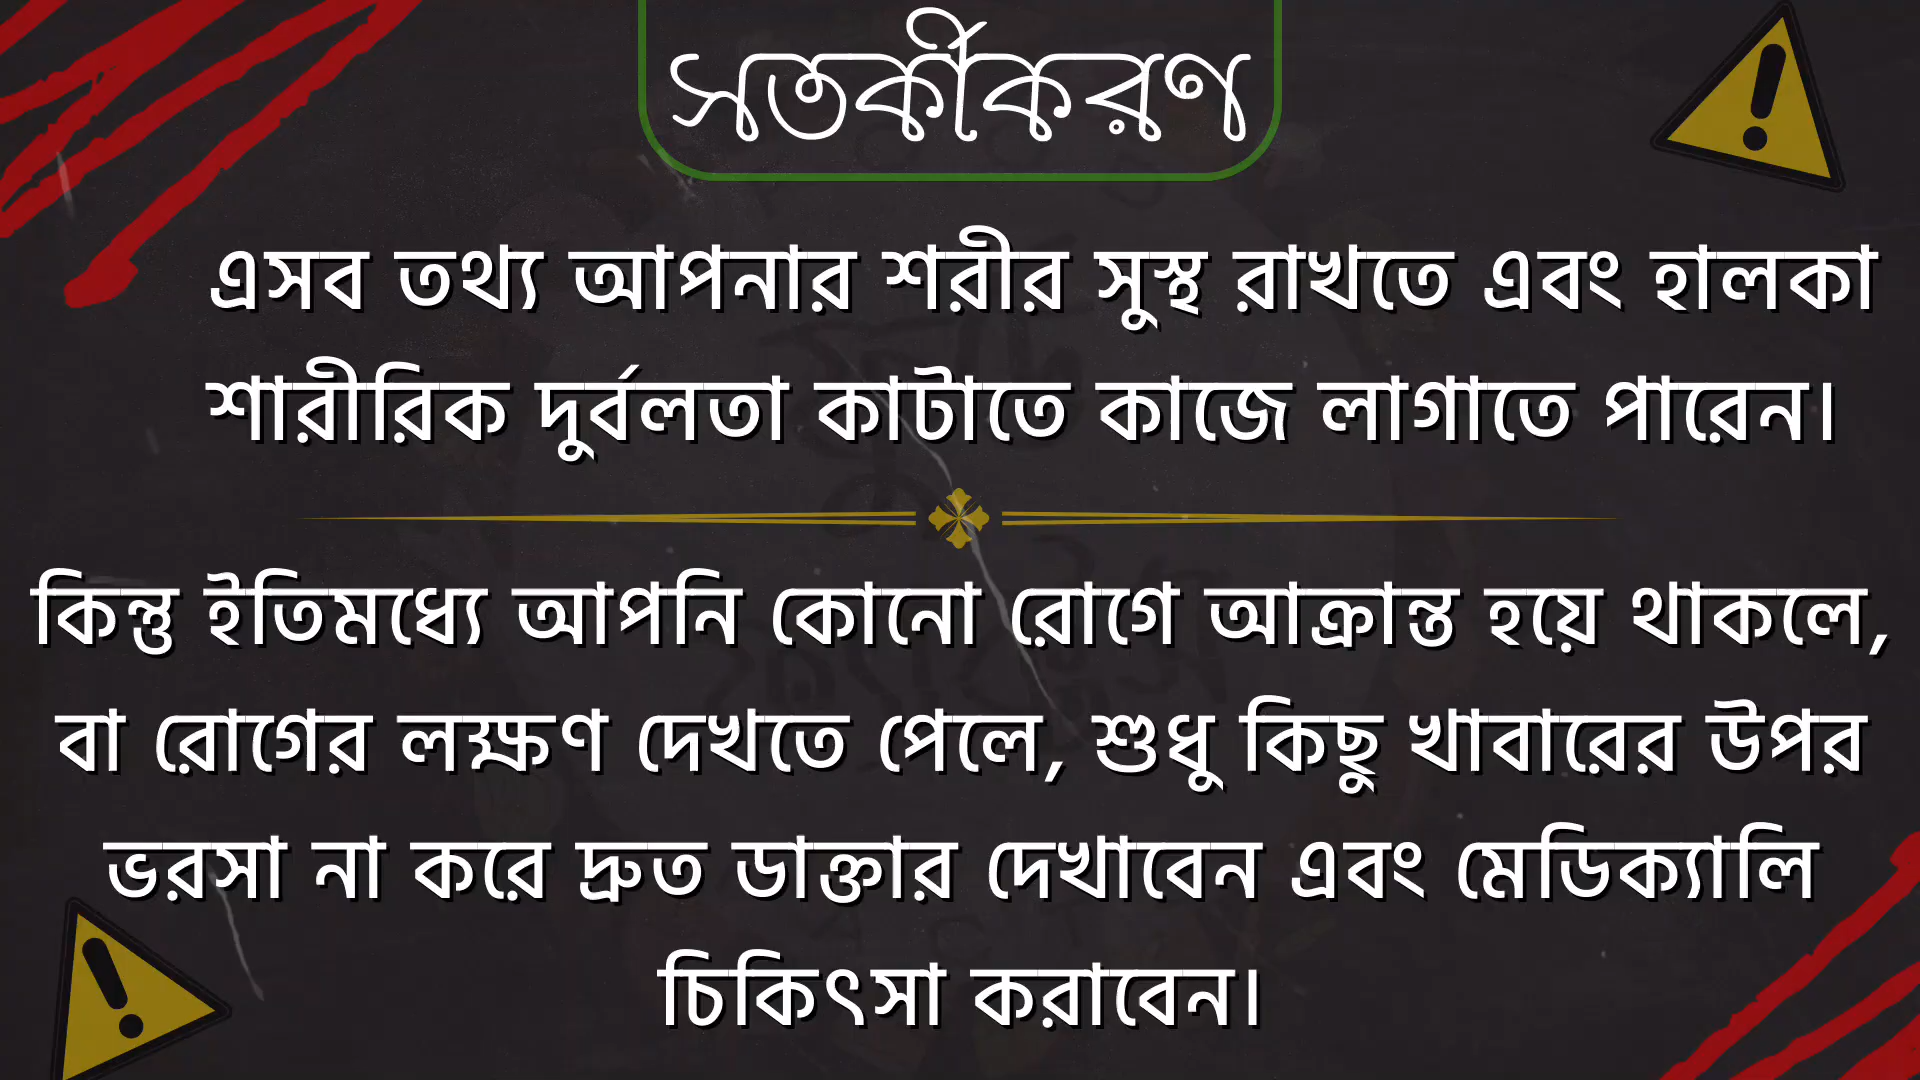 সতর্কীকরণ
এসব তথ্য আপনার শরীর সুস্থ রাখতে এবং হালকা
শারীরিক দুর্বলতা কাটাতে কাজে লাগাতে পারেন।
কিন্তু ইতিমধ্যে আপনি কোনো রোগে আক্রান্ত হয়ে থাকলে,
বা রোগের লক্ষণ দেখতে পেলে, শুধু কিছু খাবারের উপর
ভরসা না করে দ্রুত ডাক্তার দেখাবেন এবং মেডিক্যালি
চিকিৎসা করাবেন।